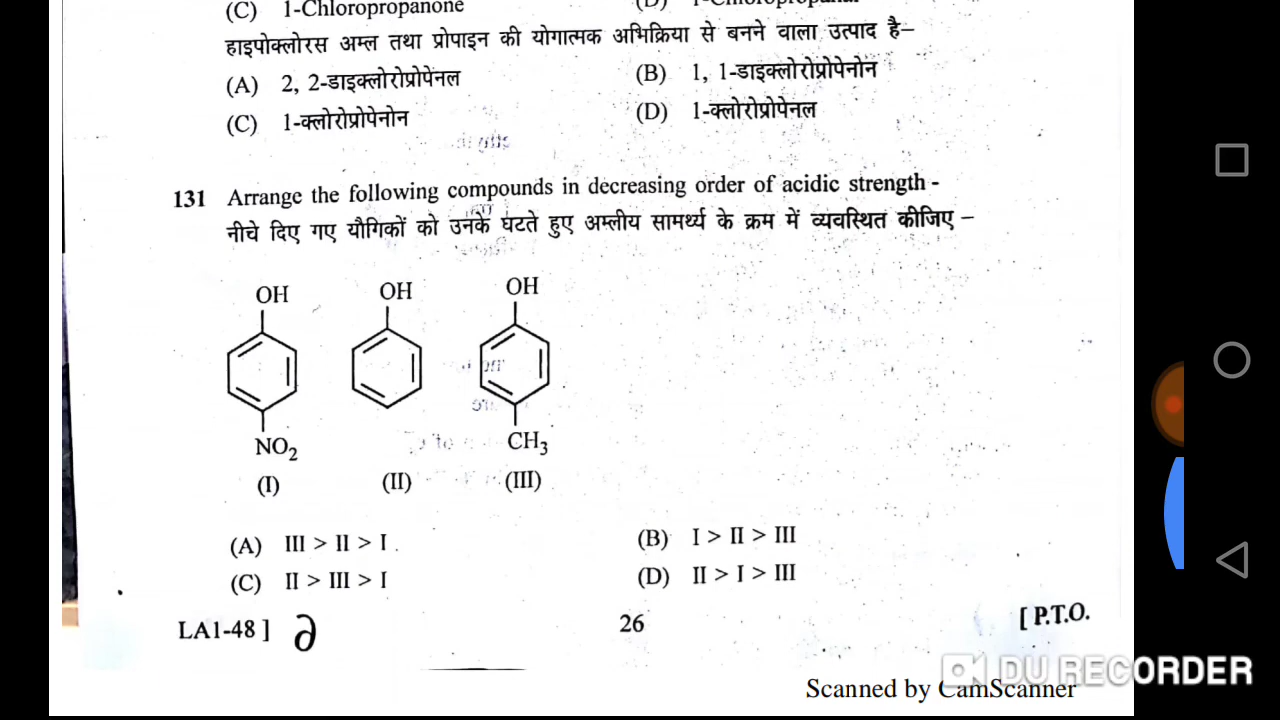 (C) 1-Chloropropanone
हाइपोक्लोरस अम्ल तथा प्रोपाइन की योगात्मक अभिक्रिया से बनने वाला उत्पाद है–
(A) 2, 2-डाइक्लोरोप्रोपेनल (B) 1, 1-डाइक्लोरोप्रोपेनोन
(C) 1-क्लोरोप्रोपेनोन (D) 1-क्लोरोप्रोपेनल
131 Arrange the following compounds in decreasing order of acidic strength -
नीचे दिए गए यौगिकों को उनके घटते हुए अम्लीय सामर्थ्य के क्रम में व्यवस्थित कीजिए –
OH OH OH
NO2 CH3
(I) (II) (III)
(A) III > II > I (B) I > II > III
(C) II > III > I (D) II > I > III
LA1-48 ] 26 [ P.T.O.
DU RECORDER
Scanned by CamScanner